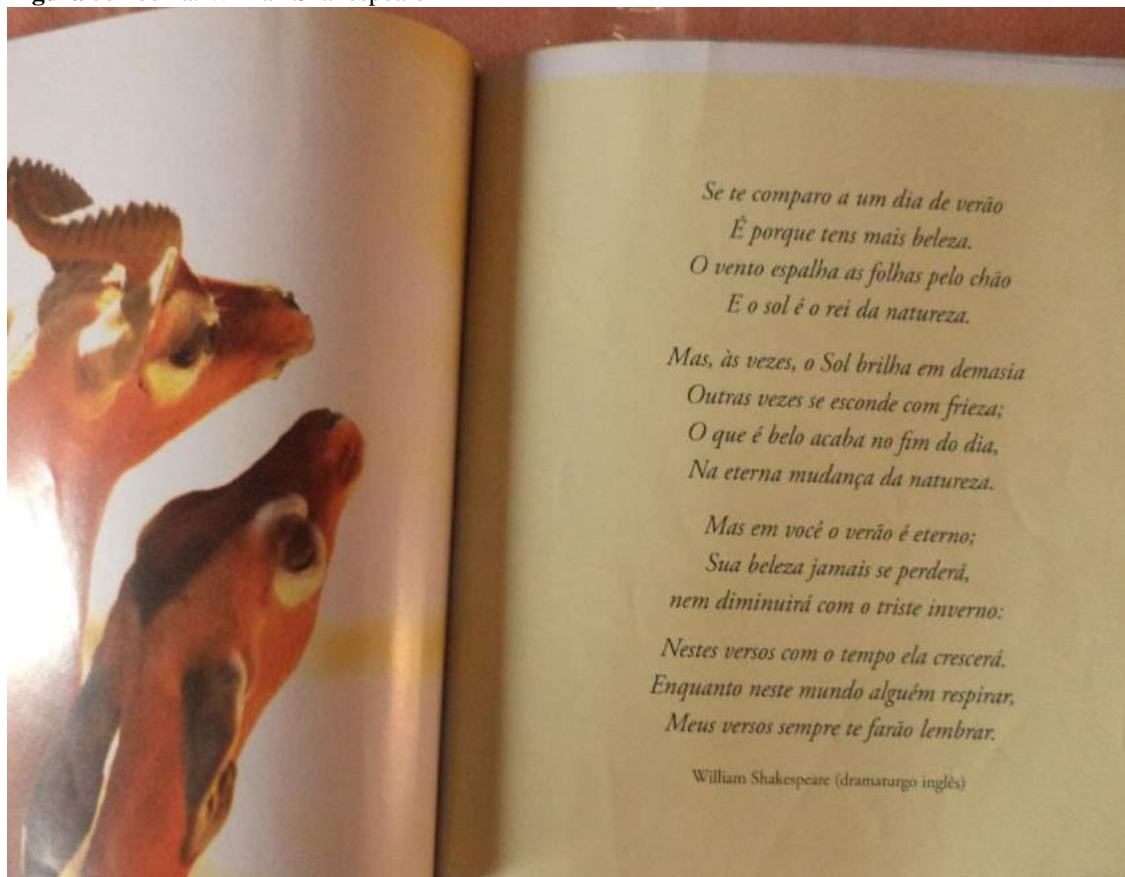 Se te comparo a um dia de verão
Ê porque tens mais beleza.
O vento espalha as folhas pelo chão
E o sol é o rei da natureza.
Mas, às vezes, o Sol brilha em demasia
Outras vezes se esconde com frieza;
O que é belo acaba no fim do dia,
Na eterna mudança da natureza.
Mas em você o verão é eterno;
Sua beleza jamais se perderá,
nem diminuirá com o triste inverno:
Nestes versos com o tempo ela crescerá.
Enquanto neste mundo alguém respirar,
Meus versos sempre te farão lembrar.
William Shakespeare (dramaturgo inglês)